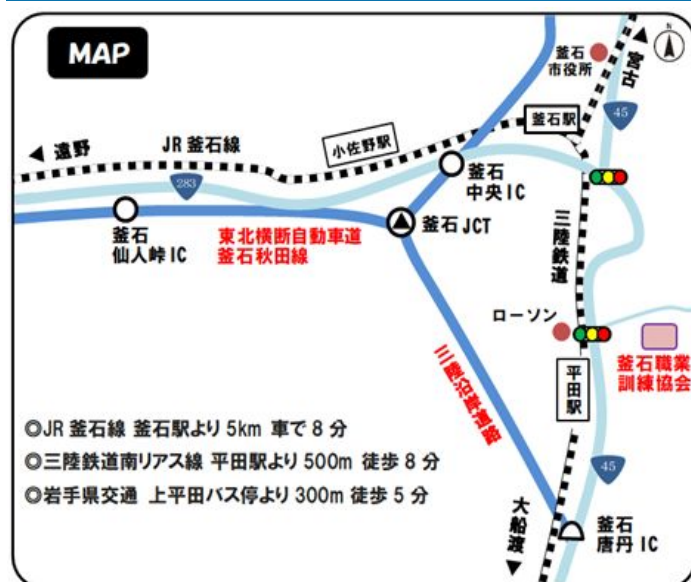 MAP
N
釜石
市役所
宮古
45
釜石駅
遠野
JR 釜石線
小佐野駅
283
釜石
中央IC
釜石
仙人峠IC
東北横断自動車道
釜石秋田線
釜石JCT
三陸鉄道
ローソン
釜石職業
訓練協会
平田駅
三陸沿岸道路
◎JR 釜石線 釜石駅より 5km 車で 8 分
◎三陸鉄道南リアス線 平田駅より 500m 徒歩 8 分
◎岩手県交通 上平田バス停より 300m 徒歩 5 分
45
大船渡
釜石
唐丹 IC